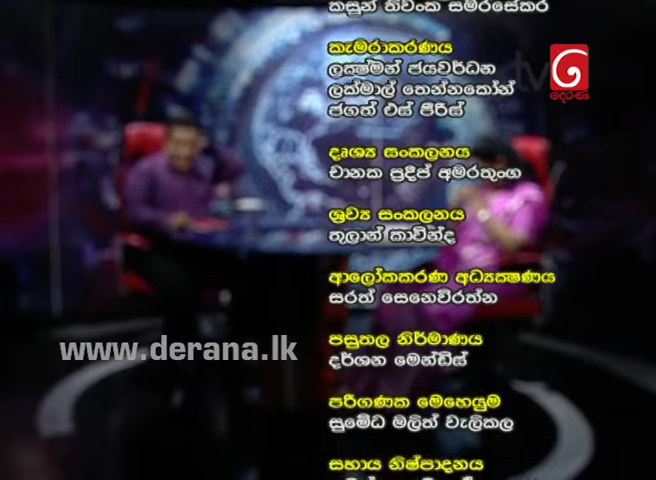 කසුන් තිවංක සමරසේකර
කැමරාකරණය
ලක්ෂ්මන් ජයවර්ධන
ලක්මාල් තෙන්නකෝන්
ජගත් එස් පීරිස්
tv
දෙරණ
දෘශ්‍ය සංකලනය
චානක ප්‍රදීප් අමරතුංග
ශ්‍රව්‍ය සංකලනය
තුලාන් කාවින්ද
ආලෝකකරණ අධ්‍යක්ෂණය
සරත් සෙනෙවිරත්න
www.derana.lk
පසුතල නිර්මාණය
දර්ශන මෙන්ඩිස්
පරිගණක මෙහෙයුම
සුමේධ මලිත් වැලිකල
සහාය නිෂ්පාදනය